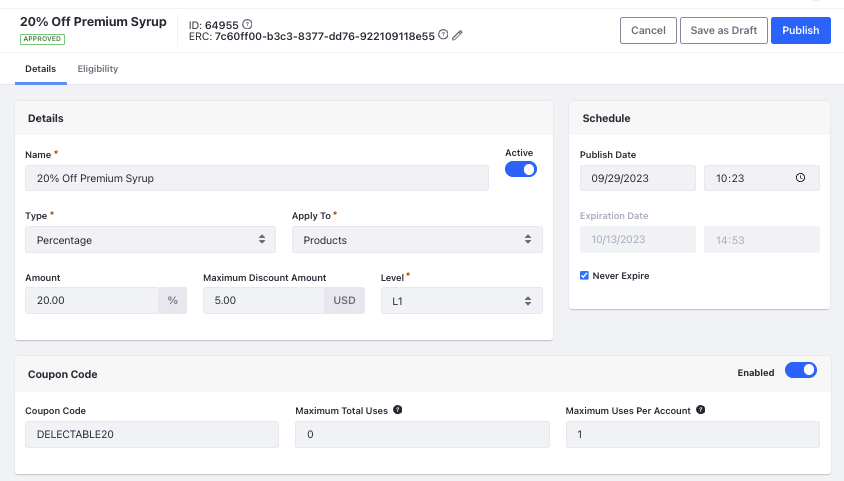 20% Off Premium Syrup
APPROVED
ID: 64955
ERC: 7c60ff00-b3c3-8377-dd76-922109118e55
Cancel
Save as Draft
Publish
Details
Eligibility
Details
Name *
Active
20% Off Premium Syrup
Type *
Apply To *
Percentage
Products
Amount
Maximum Discount Amount
Level *
20.00 %
5.00 USD
L1
Schedule
Publish Date
09/29/2023
10:23
Expiration Date
10/13/2023
14:53
Never Expire
Coupon Code
Enabled
Coupon Code
Maximum Total Uses ?
Maximum Uses Per Account ?
DELECTABLE20
0
1